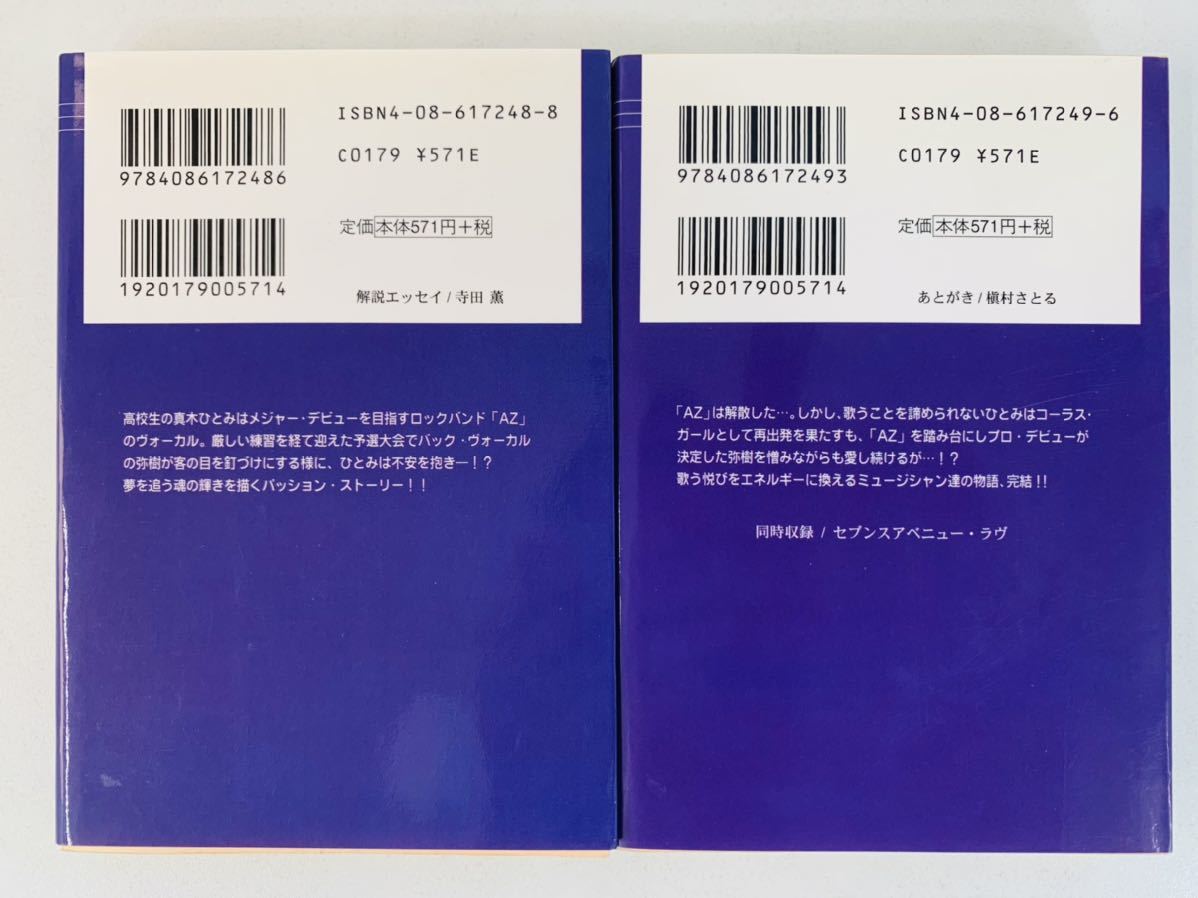 ISBN4-08-617248-8
C0179 ¥571E
9784086172486
定価 本体571円+税
1920179005714
解説エッセイ/寺田 薫
高校生の真木ひとみはメジャー・デビューを目指すロックバンド「AZ」
のヴォーカル。厳しい練習を経て迎えた予選大会でバック・ヴォーカル
の弥樹が客の目を釘づけにする様に、ひとみは不安を抱き―!?
夢を追う魂の輝きを描くパッション・ストーリー!!
ISBN4-08-617249-6
C0179 ¥571E
9784086172493
定価 本体571円+税
1920179005714
あとがき/槇村さとる
「AZ」は解散した…。しかし、歌うことを諦められないひとみはコーラス・
ガールとして再出発を果たすも、「AZ」を踏み台にしプロ・デビューが
決定した弥樹を憎みながらも愛し続けるが…!?
歌う悦びをエネルギーに換えるミュージシャン達の物語、完結!!
同時収録 / セブンスアベニュー・ラヴ